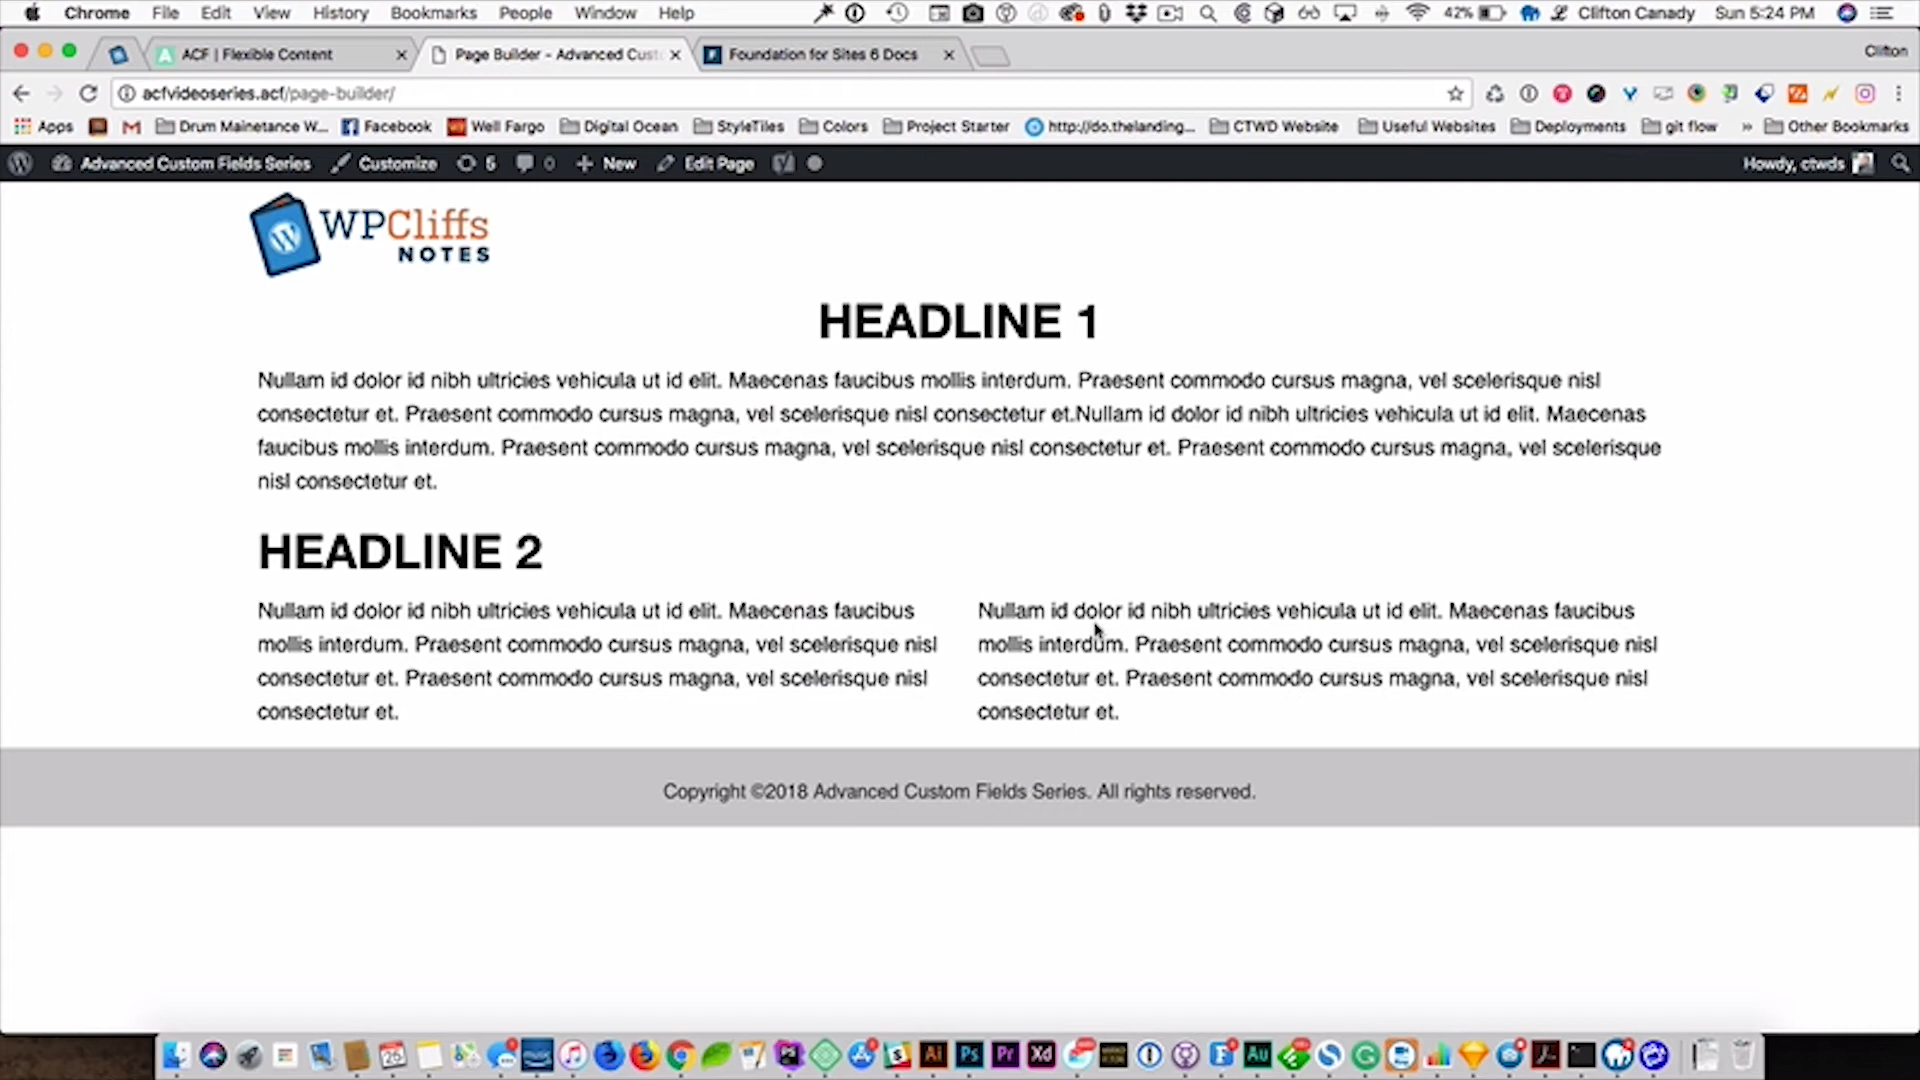 Chrome File Edit View History Bookmarks People Window Help 42% Clifton Canady Sun 5:24 PM
ACF | Flexible Content Page Builder - Advanced Cust Foundation for Sites 6 Docs Clifton
acfvideoseries.acf/page-builder/
Apps Drum Mainetance W... Facebook Well Fargo Digital Ocean StyleTiles Colors Project Starter http://do.thelanding... CTWD Website Useful Websites Deployments git flow » Other Bookmarks
Advanced Custom Fields Series Customize 5 0 + New Edit Page Howdy, ctwds
WPCliffs
NOTES
HEADLINE 1
Nullam id dolor id nibh ultricies vehicula ut id elit. Maecenas faucibus mollis interdum. Praesent commodo cursus magna, vel scelerisque nisl
consectetur et. Praesent commodo cursus magna, vel scelerisque nisl consectetur et.Nullam id dolor id nibh ultricies vehicula ut id elit. Maecenas
faucibus mollis interdum. Praesent commodo cursus magna, vel scelerisque nisl consectetur et. Praesent commodo cursus magna, vel scelerisque
nisl consectetur et.
HEADLINE 2
Nullam id dolor id nibh ultricies vehicula ut id elit. Maecenas faucibus
mollis interdum. Praesent commodo cursus magna, vel scelerisque nisl
consectetur et. Praesent commodo cursus magna, vel scelerisque nisl
consectetur et.
Nullam id dolor id nibh ultricies vehicula ut id elit. Maecenas faucibus
mollis interdum. Praesent commodo cursus magna, vel scelerisque nisl
consectetur et. Praesent commodo cursus magna, vel scelerisque nisl
consectetur et.
Copyright ©2018 Advanced Custom Fields Series. All rights reserved.
25 Ai Ps Pr Xd Au